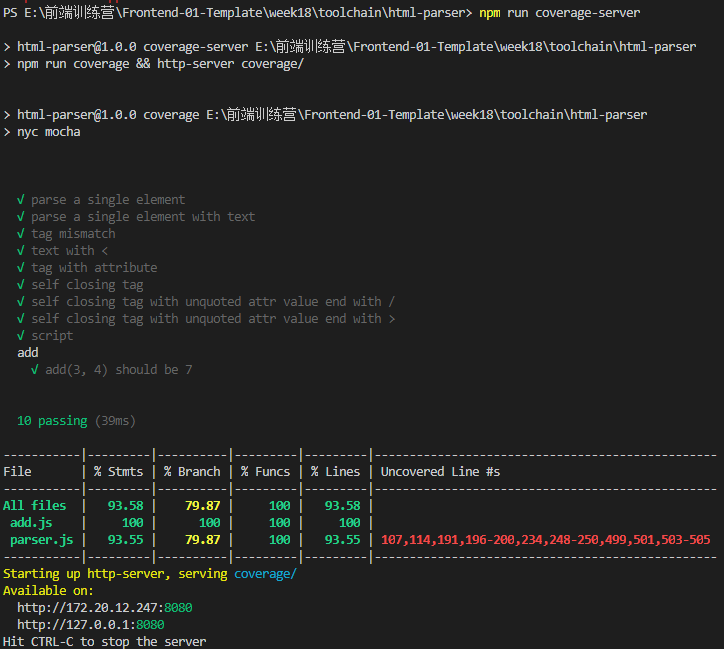 PS E:\前端训练营\Frontend-01-Template\week18\toolchain\html-parser> npm run coverage-server
> html-parser@1.0.0 coverage-server E:\前端训练营\Frontend-01-Template\week18\toolchain\html-parser
> npm run coverage && http-server coverage/
> html-parser@1.0.0 coverage E:\前端训练营\Frontend-01-Template\week18\toolchain\html-parser
> nyc mocha
√ parse a single element
√ parse a single element with text
√ tag mismatch
√ text with <
√ tag with attribute
√ self closing tag
√ self closing tag with unquoted attr value end with /
√ self closing tag with unquoted attr value end with >
√ script
add
√ add(3, 4) should be 7
10 passing (39ms)
-----------|---------|----------|---------|---------|-------------------------------------------------
File       | % Stmts | % Branch | % Funcs | % Lines | Uncovered Line #s
-----------|---------|----------|---------|---------|-------------------------------------------------
All files  |   93.58 |    79.87 |     100 |   93.58 |
 add.js    |     100 |      100 |     100 |     100 |
 parser.js |   93.55 |    79.87 |     100 |   93.55 | 107,114,191,196-200,234,248-250,499,501,503-505
-----------|---------|----------|---------|---------|-------------------------------------------------
Starting up http-server, serving coverage/
Available on:
http://172.20.12.247:8080
http://127.0.0.1:8080
Hit CTRL-C to stop the server